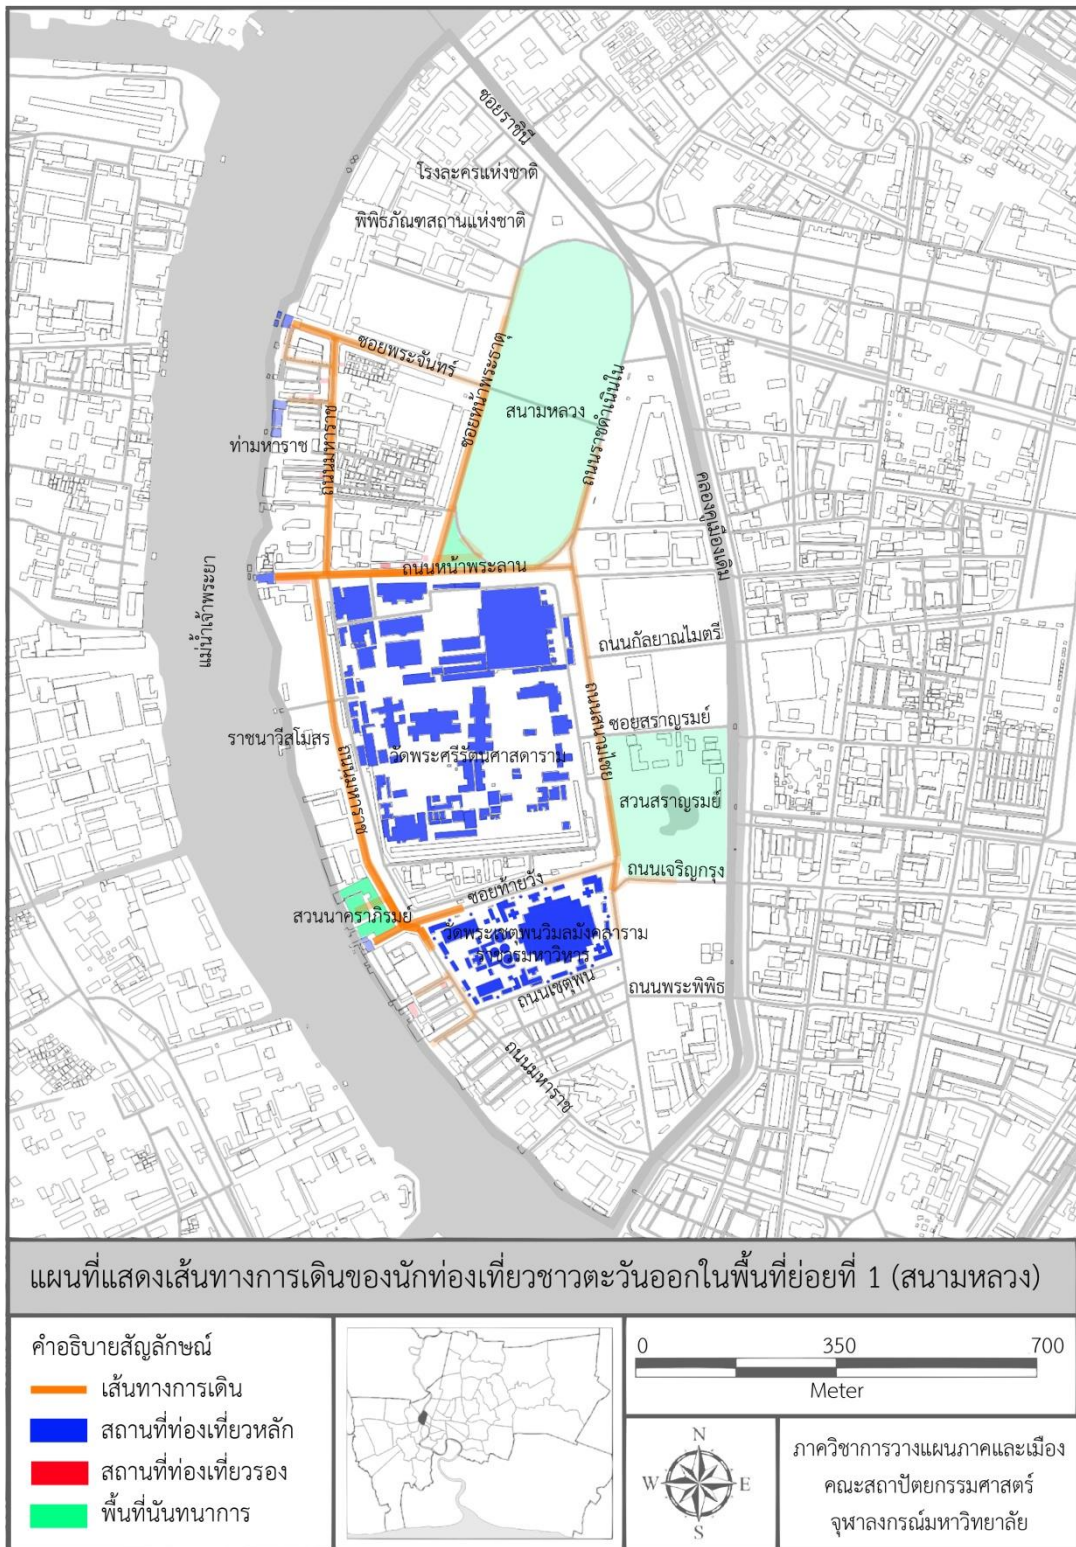 ซอยราชินี
โรงละครแห่งชาติ
พิพิธภัณฑสถานแห่งชาติ
ซอยพระจันทร์
ซอยหน้าพระธาตุ
สนามหลวง
ถนนราชดำเนินใน
ท่ามหาราช
ถนนมหาราช
คลองคูเมืองเดิม
ถนนหน้าพระลาน
แม่น้ำเจ้าพระยา
ถนนกัลยาณไมตรี
ถนนสนามไชย
ซอยสราญรมย์
ราชนาวีสโมสร
ถนนมหาราช
วัดพระศรีรัตนศาสดาราม
สวนสราญรมย์
ถนนเจริญกรุง
ซอยท้ายวัง
สวนนาคราภิรมย์
วัดพระเชตุพนวิมลมังคลาราม
ราชวรมหาวิหาร
ถนนเชตุพน
ถนนพระพิพิธ
ถนนมหาราช
แผนที่แสดงเส้นทางการเดินของนักท่องเที่ยวชาวตะวันออกในพื้นที่ย่อยที่ 1 (สนามหลวง)
คำอธิบายสัญลักษณ์
เส้นทางการเดิน
สถานที่ท่องเที่ยวหลัก
สถานที่ท่องเที่ยวรอง
พื้นที่นันทนาการ
0 350 700
Meter
N
W E
S
ภาควิชาการวางแผนภาคและเมือง
คณะสถาปัตยกรรมศาสตร์
จุฬาลงกรณ์มหาวิทยาลัย